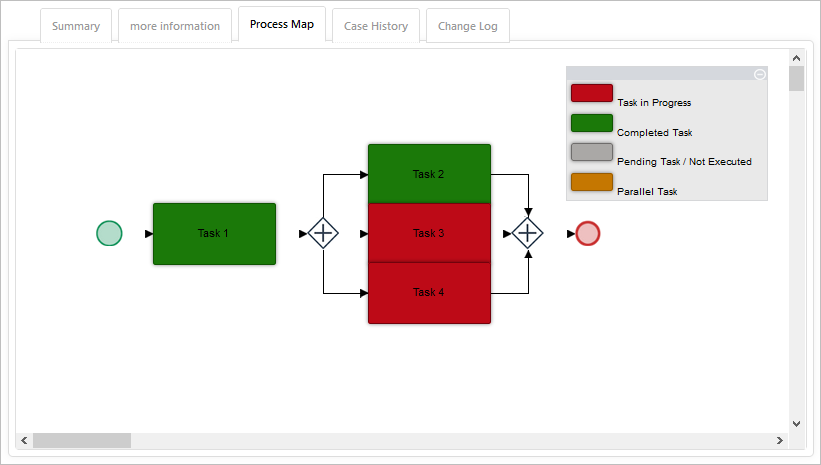 Summary
more information
Process Map
Case History
Change Log
Task in Progress
Completed Task
Pending Task / Not Executed
Parallel Task
Task 1
Task 2
Task 3
Task 4